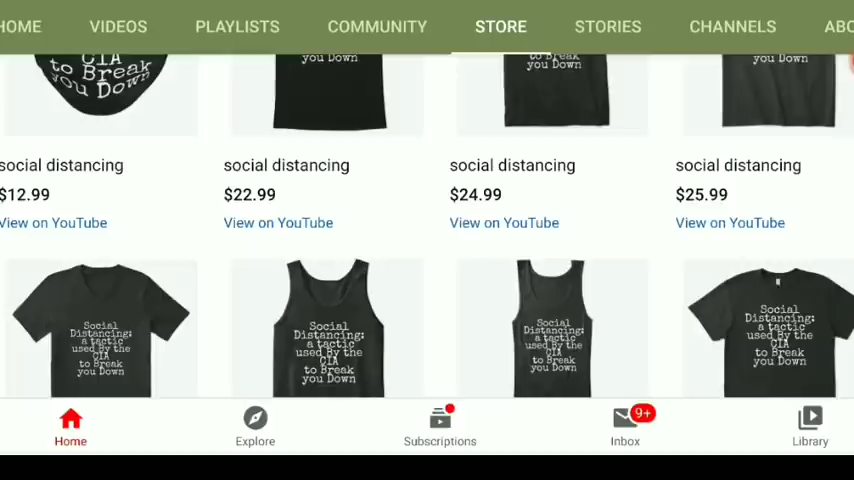 HOME VIDEOS PLAYLISTS COMMUNITY STORE STORIES CHANNELS ABO
CIA
to Break
you Down
you Down
you Down
you Down
social distancing social distancing social distancing social distancing
$12.99 $22.99 $24.99 $25.99
View on YouTube View on YouTube View on YouTube View on YouTube
Social
Distancing:
a tactic
used By the
CIA
to Break
you Down
Social
Distancing:
a tactic
used By the
CIA
to Break
you Down
Social
Distancing:
a tactic
used By the
CIA
to Break
you Down
Social
Distancing:
a tactic
used By the
CIA
to Break
you Down
9+
Home Explore Subscriptions Inbox Library